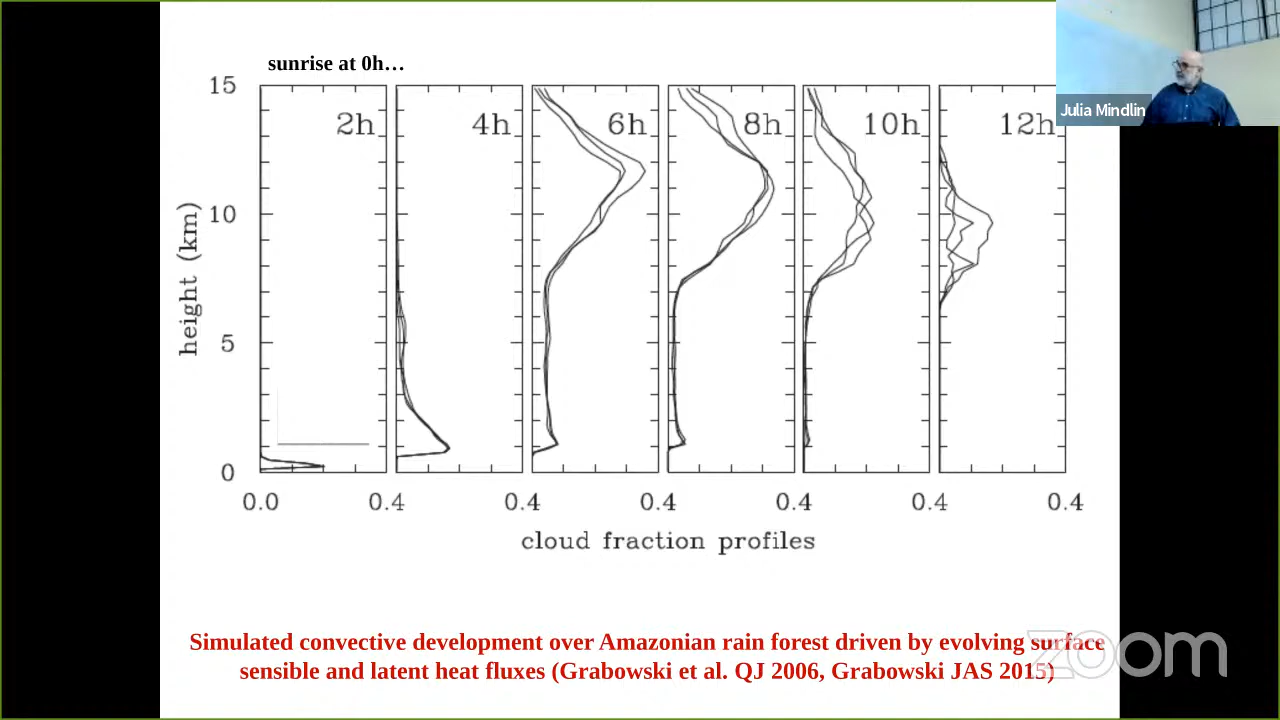 sunrise at 0h…
15
10
5
0
height (km)
2h
4h
6h
8h
10h
12h
0.0
0.4
0.4
0.4
0.4
0.4
0.4
cloud fraction profiles
Simulated convective development over Amazonian rain forest driven by evolving surface
sensible and latent heat fluxes (Grabowski et al. QJ 2006, Grabowski JAS 2015)
Julia Mindlin
zoom